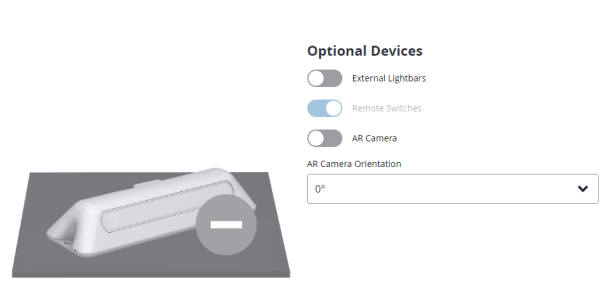 Optional Devices
External Lightbars
Remote Switches
AR Camera
AR Camera Orientation
0°